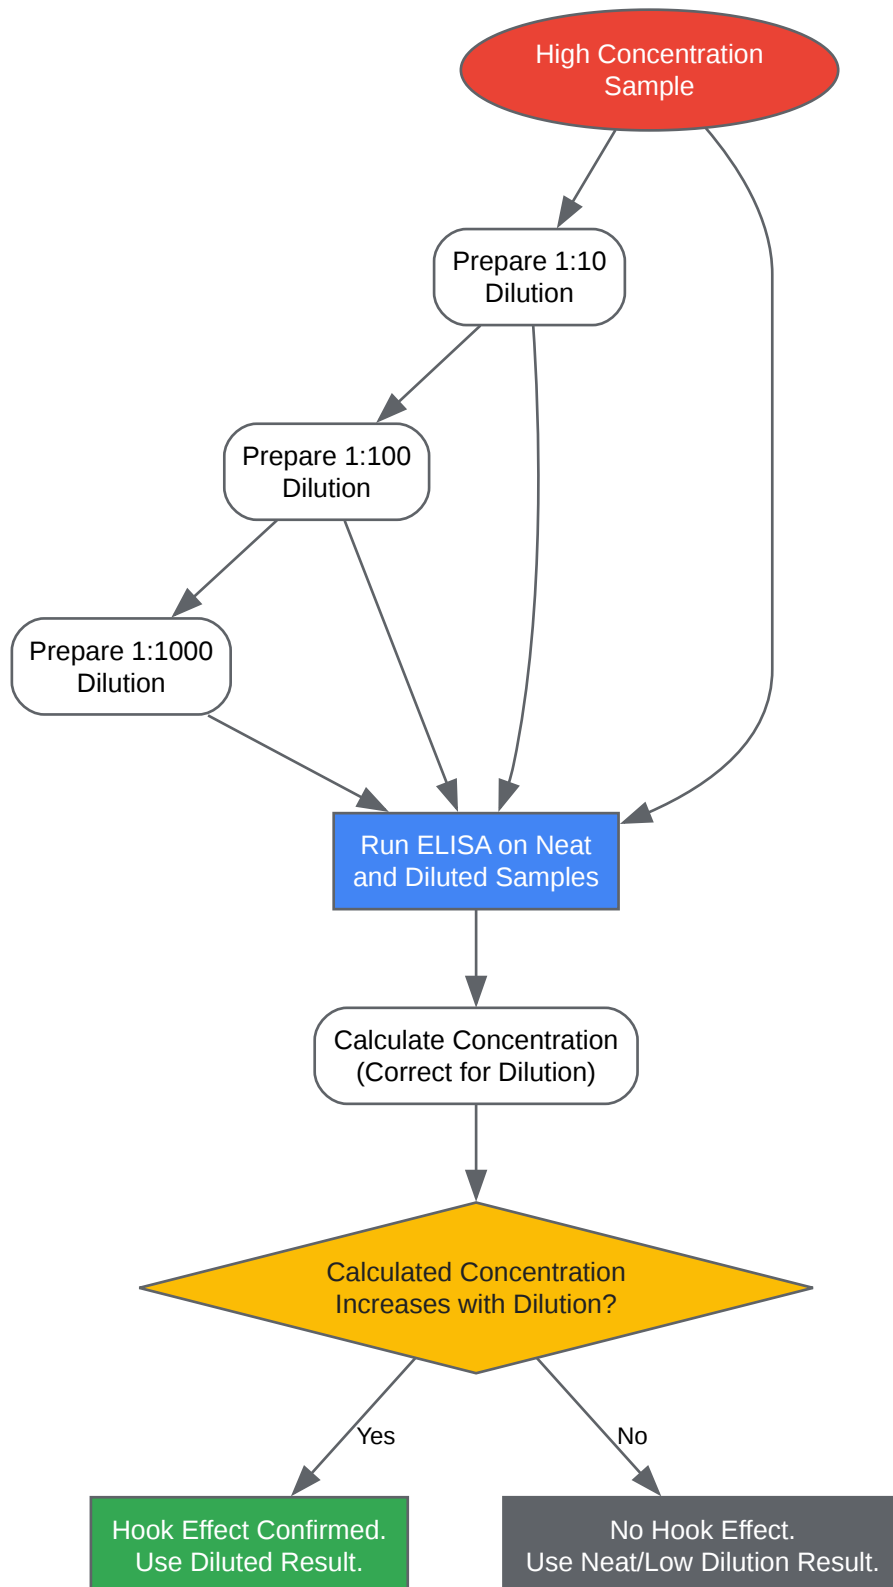 High Concentration
Sample
Prepare 1:10
Dilution
Prepare 1:100
Dilution
Prepare 1:1000
Dilution
Run ELISA on Neat
and Diluted Samples
Calculate Concentration
(Correct for Dilution)
Calculated Concentration
Increases with Dilution?
Yes
No
Hook Effect Confirmed.
Use Diluted Result.
No Hook Effect.
Use Neat/Low Dilution Result.